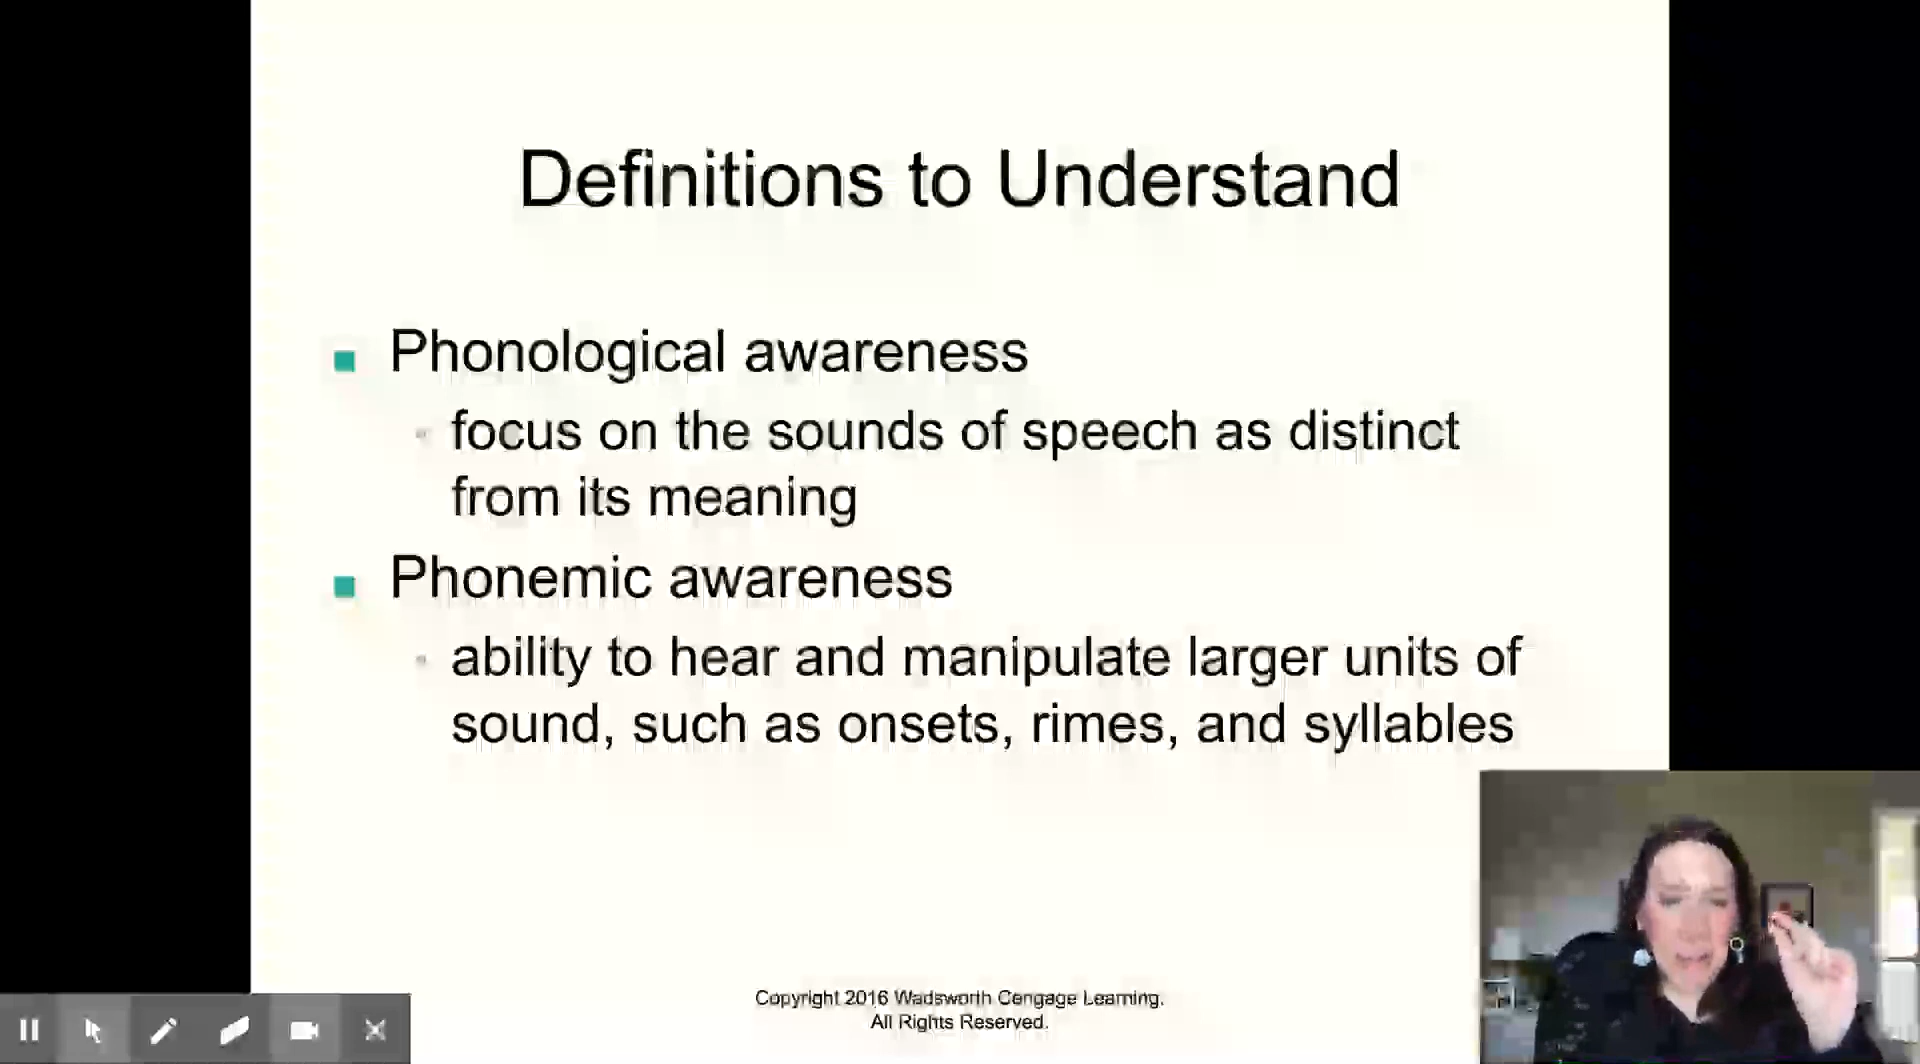 Definitions to Understand
Phonological awareness
focus on the sounds of speech as distinct
from its meaning
Phonemic awareness
ability to hear and manipulate larger units of
sound, such as onsets, rimes, and syllables
Copyright 2016 Wadsworth Cengage Learning.
All Rights Reserved.